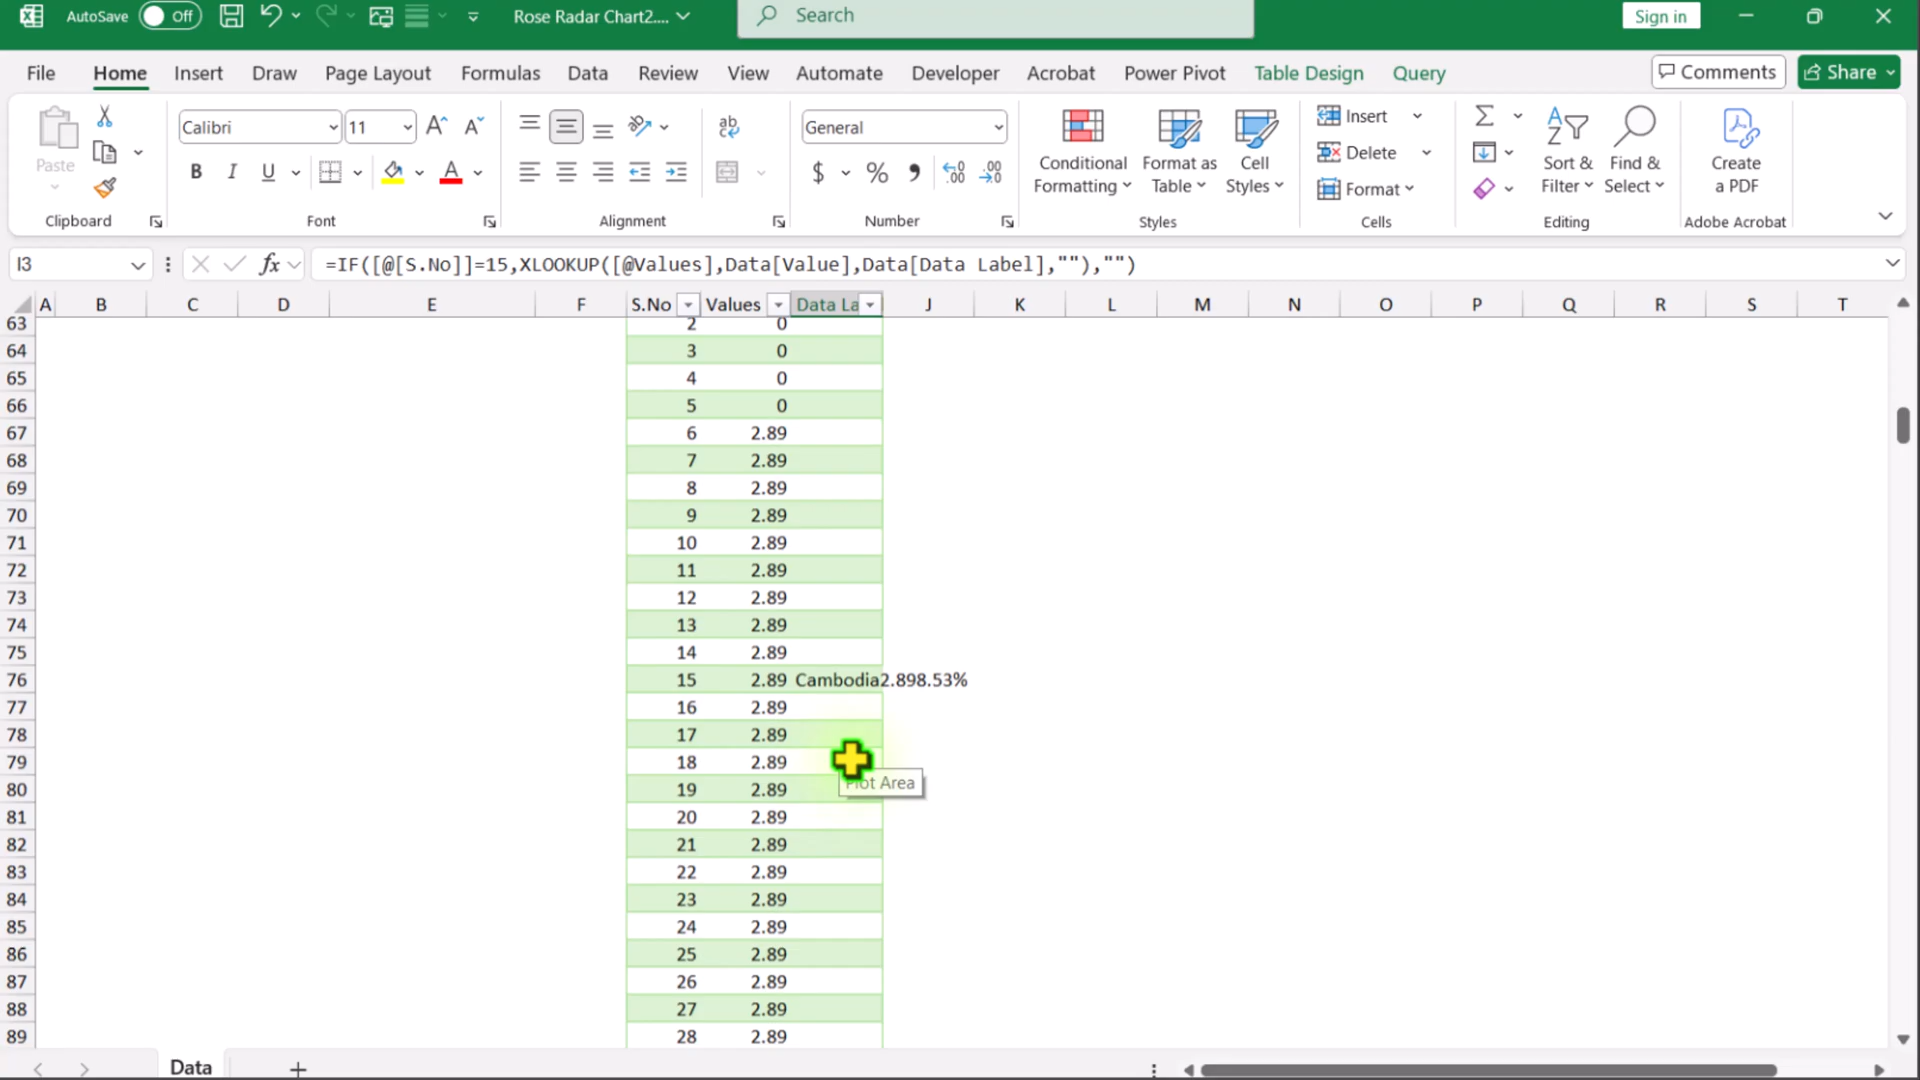 AutoSave Off Rose Radar Chart2.... Search Sign in
File Home Insert Draw Page Layout Formulas Data Review View Automate Developer Acrobat Power Pivot Table Design Query Comments Share
Paste
Calibri 11
General
Conditional Formatting
Format as Table
Cell Styles
Insert
Delete
Format
Sort & Filter
Find & Select
Create a PDF
Clipboard Font Alignment Number Styles Cells Editing Adobe Acrobat
I3 fx =IF([@[S.No]]=15,XLOOKUP([@Values],Data[Value],Data[Data Label],""),"")
A B C D E F S.No Values Data La J K L M N O P Q R S T
63 2 0
64 3 0
65 4 0
66 5 0
67 6 2.89
68 7 2.89
69 8 2.89
70 9 2.89
71 10 2.89
72 11 2.89
73 12 2.89
74 13 2.89
75 14 2.89
76 15 2.89 Cambodia2.898.53%
77 16 2.89
78 17 2.89
79 18 2.89
80 19 2.89 Plot Area
81 20 2.89
82 21 2.89
83 22 2.89
84 23 2.89
85 24 2.89
86 25 2.89
87 26 2.89
88 27 2.89
89 28 2.89
Data